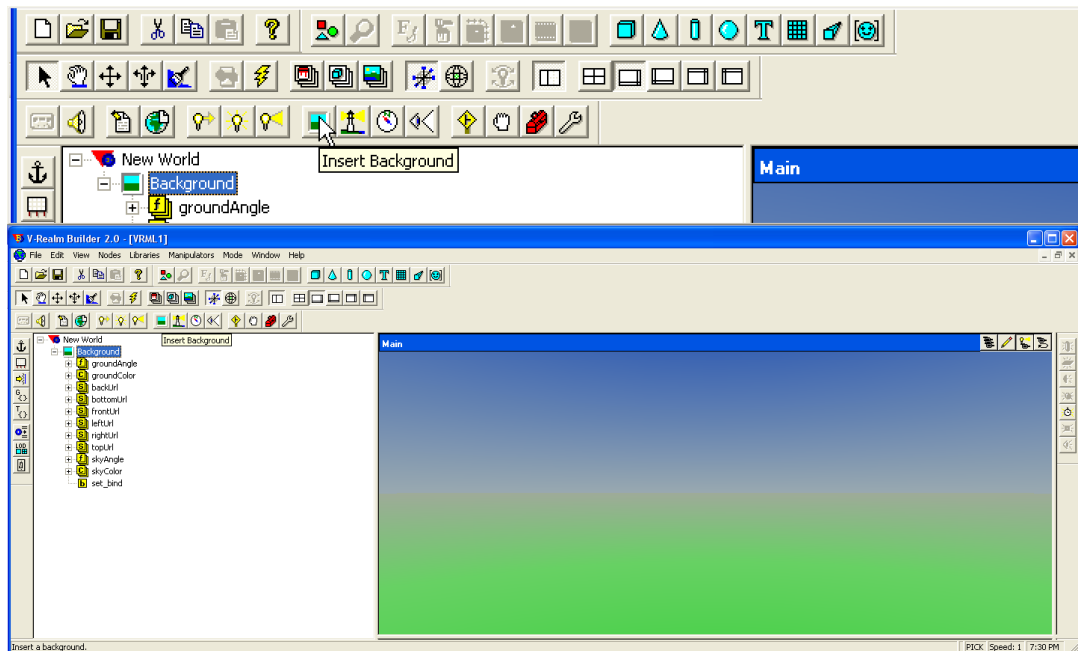 New World
Insert Background
Main
Background
groundAngle
V-Realm Builder 2.0 - [VRML1]
File Edit View Nodes Libraries Manipulators Mode Window Help
New World
Insert Background
Main
Background
groundAngle
groundColor
backUrl
bottomUrl
frontUrl
leftUrl
rightUrl
topUrl
skyAngle
skyColor
set_bind
Insert a background.
PICK Speed: 1 7:30 PM